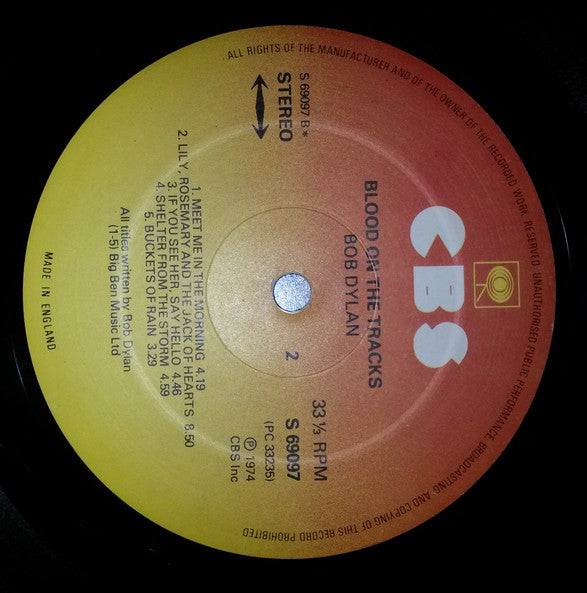 ALL RIGHTS OF THE MANUFACTURER AND OF THE OWNER OF THE RECORDED WORK RESERVED. UNAUTHORISED PUBLIC PERFORMANCE, BROADCASTING AND COPYING OF THIS RECORD PROHIBITED
CBS
BLOOD ON THE TRACKS
BOB DYLAN
S 69097 B*
STEREO
2
33⅓ RPM
S 69097
(PC 33235)
℗ 1974
CBS Inc
1. MEET ME IN THE MORNING 4.19
2. LILY, ROSEMARY AND THE JACK OF HEARTS 8.50
3. IF YOU SEE HER, SAY HELLO 4.46
4. SHELTER FROM THE STORM 4.59
5. BUCKETS OF RAIN 3.29
All titles written by Bob Dylan
(1-5) Big Ben Music Ltd
MADE IN ENGLAND